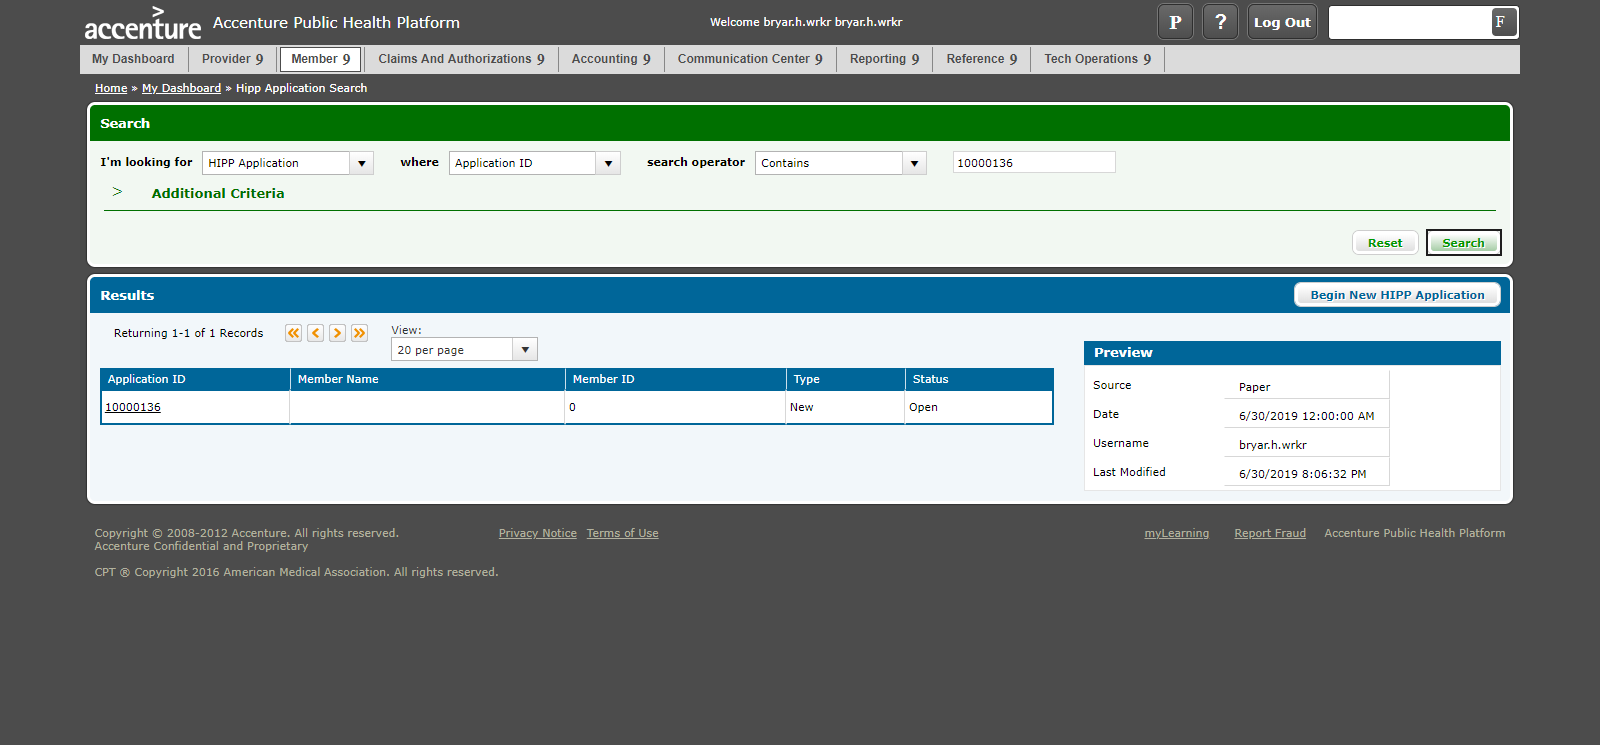 accenture Accenture Public Health Platform Welcome bryar.h.wrkr bryar.h.wrkr P ? Log Out F
My Dashboard Provider 9 Member 9 Claims And Authorizations 9 Accounting 9 Communication Center 9 Reporting 9 Reference 9 Tech Operations 9
Home » My Dashboard » Hipp Application Search
Search
I'm looking for HIPP Application where Application ID search operator Contains 10000136
> Additional Criteria
Reset Search
Results Begin New HIPP Application
Returning 1-1 of 1 Records View:
20 per page
Application ID Member Name Member ID Type Status
10000136 0 New Open
Preview
Source Paper
Date 6/30/2019 12:00:00 AM
Username bryar.h.wrkr
Last Modified 6/30/2019 8:06:32 PM
Copyright © 2008-2012 Accenture. All rights reserved. Privacy Notice Terms of Use myLearning Report Fraud Accenture Public Health Platform
Accenture Confidential and Proprietary
CPT ® Copyright 2016 American Medical Association. All rights reserved.